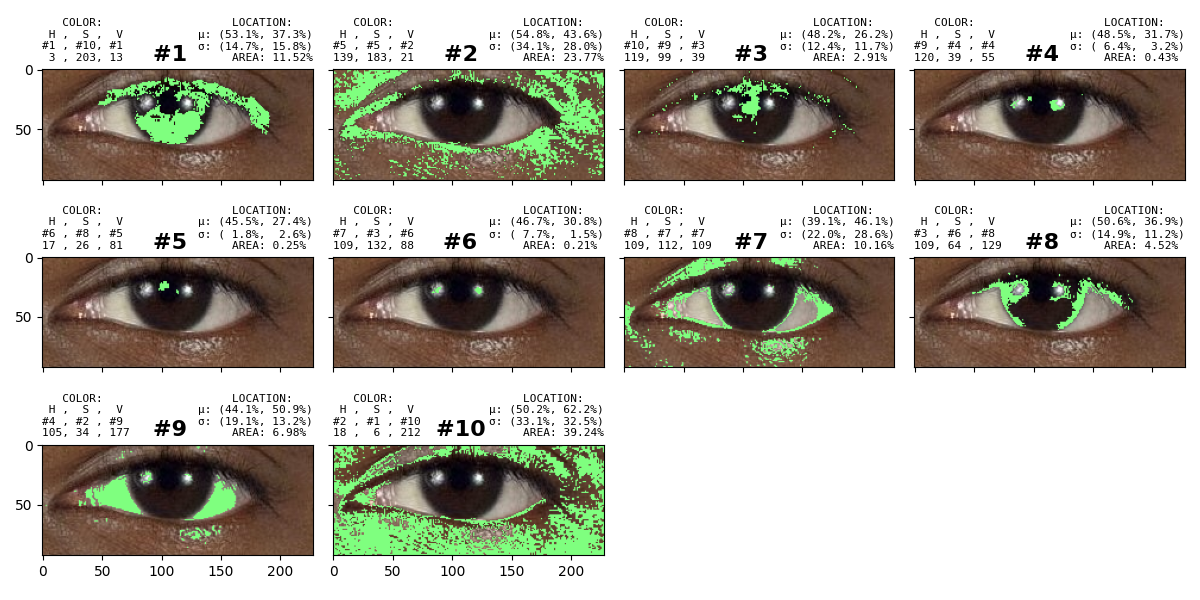 COLOR: LOCATION:
H , S , V μ: (53.1%, 37.3%)
#1 , #10, #1 σ: (14.7%, 15.8%)
3 , 203, 13 #1 AREA: 11.52%
COLOR: LOCATION:
H , S , V μ: (54.8%, 43.6%)
#5 , #5 , #2 σ: (34.1%, 28.0%)
139, 183, 21 #2 AREA: 23.77%
COLOR: LOCATION:
H , S , V μ: (48.2%, 26.2%)
#10, #9 , #3 σ: (12.4%, 11.7%)
119, 99 , 39 #3 AREA: 2.91%
COLOR: LOCATION:
H , S , V μ: (48.5%, 31.7%)
#9 , #4 , #4 σ: ( 6.4%, 3.2%)
120, 39 , 55 #4 AREA: 0.43%
0
50
COLOR: LOCATION:
H , S , V μ: (45.5%, 27.4%)
#6 , #8 , #5 σ: ( 1.8%, 2.6%)
17 , 26 , 81 #5 AREA: 0.25%
COLOR: LOCATION:
H , S , V μ: (46.7%, 30.8%)
#7 , #3 , #6 σ: ( 7.7%, 1.5%)
109, 132, 88 #6 AREA: 0.21%
COLOR: LOCATION:
H , S , V μ: (39.1%, 46.1%)
#8 , #7 , #7 σ: (22.0%, 28.6%)
109, 112, 109 #7 AREA: 10.16%
COLOR: LOCATION:
H , S , V μ: (50.6%, 36.9%)
#3 , #6 , #8 σ: (14.9%, 11.2%)
109, 64 , 129 #8 AREA: 4.52%
0
50
COLOR: LOCATION:
H , S , V μ: (44.1%, 50.9%)
#4 , #2 , #9 σ: (19.1%, 13.2%)
105, 34 , 177 #9 AREA: 6.98%
COLOR: LOCATION:
H , S , V μ: (50.2%, 62.2%)
#2 , #1 , #10 σ: (33.1%, 32.5%)
18 , 6 , 212 #10 AREA: 39.24%
0
50
0 50 100 150 200
0 50 100 150 200